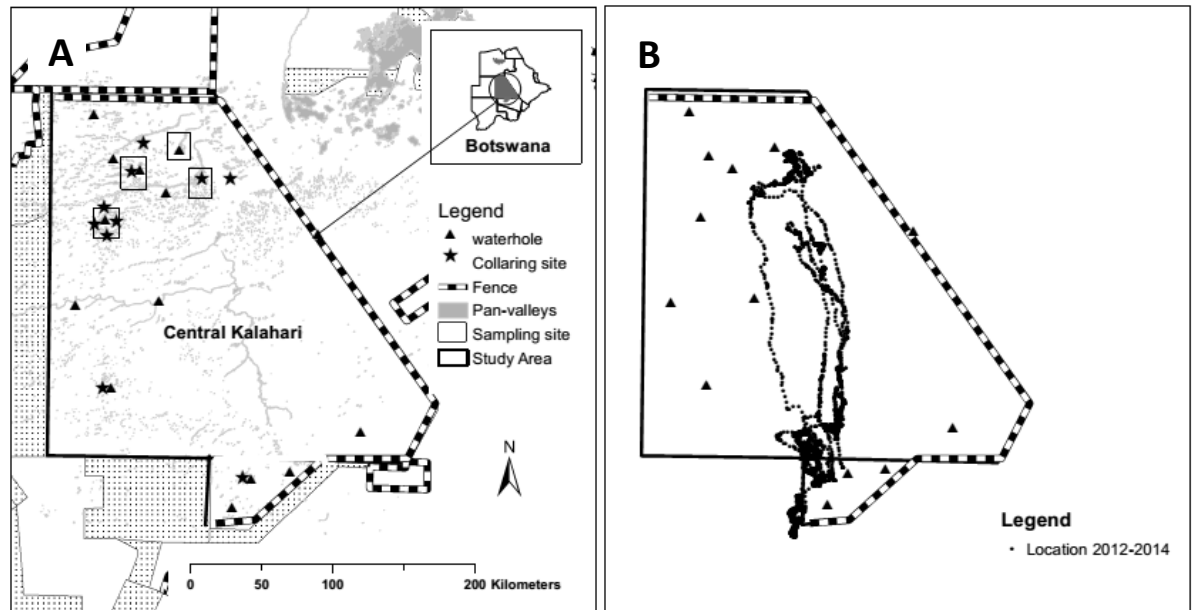 A
Botswana
Legend
waterhole
Collaring site
Fence
Pan-valleys
Sampling site
Study Area
Central Kalahari
N
0 50 100 200 Kilometers
B
Legend
Location 2012-2014